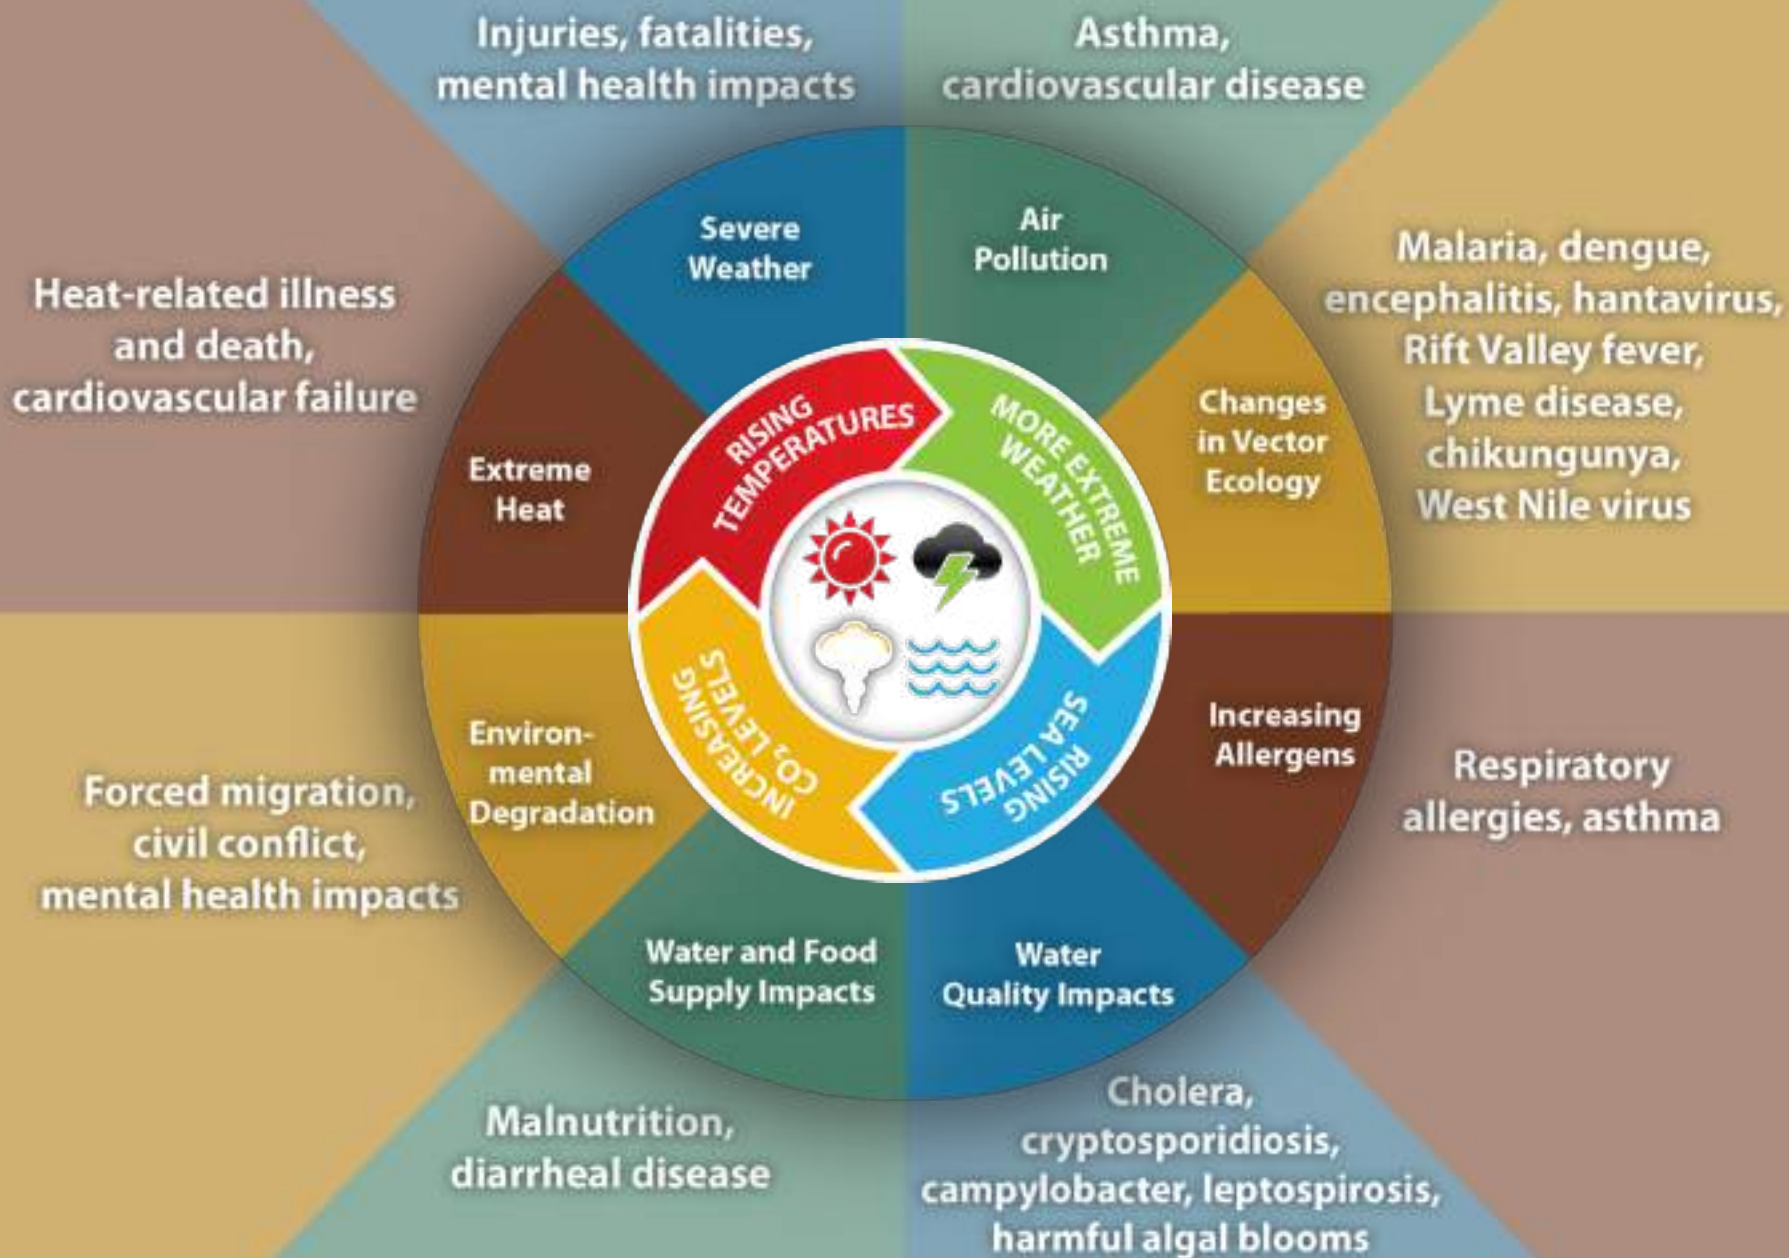 Injuries, fatalities,
mental health impacts
Asthma,
cardiovascular disease
Severe
Weather
Air
Pollution
Malaria, dengue,
encephalitis, hantavirus,
Rift Valley fever,
Lyme disease,
chikungunya,
West Nile virus
Heat-related illness
and death,
cardiovascular failure
Changes
in Vector
Ecology
Extreme
Heat
RISING
TEMPERATURES
MORE EXTREME
WEATHER
RISING
SEA LEVELS
INCREASING
CO₂ LEVELS
Increasing
Allergens
Environ-
mental
Degradation
Respiratory
allergies, asthma
Forced migration,
civil conflict,
mental health impacts
Water and Food
Supply Impacts
Water
Quality Impacts
Malnutrition,
diarrheal disease
Cholera,
cryptosporidiosis,
campylobacter, leptospirosis,
harmful algal blooms